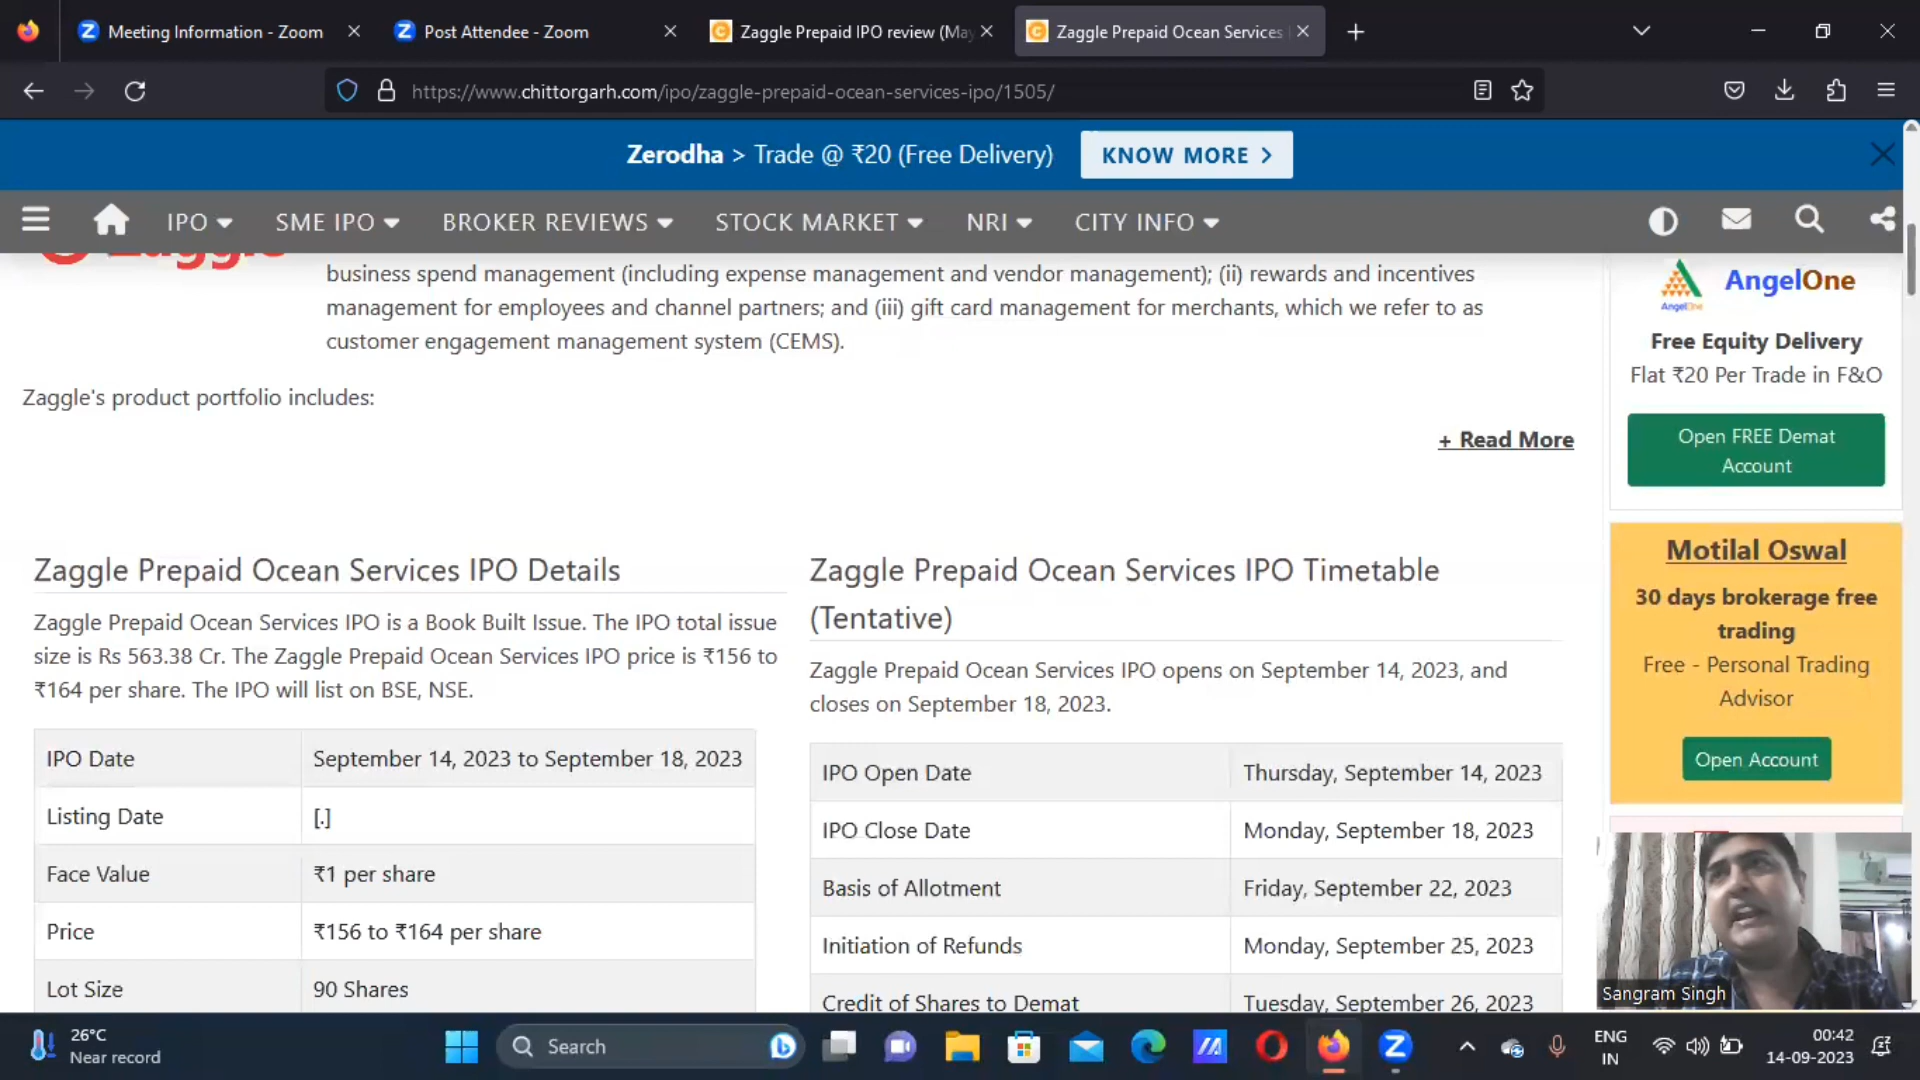 Meeting Information - Zoom
Post Attendee - Zoom
Zaggle Prepaid IPO review (May
Zaggle Prepaid Ocean Services
https://www.chittorgarh.com/ipo/zaggle-prepaid-ocean-services-ipo/1505/
Zerodha > Trade @ ₹20 (Free Delivery)
KNOW MORE >
IPO
SME IPO
BROKER REVIEWS
STOCK MARKET
NRI
CITY INFO
business spend management (including expense management and vendor management); (ii) rewards and incentives
management for employees and channel partners; and (iii) gift card management for merchants, which we refer to as
customer engagement management system (CEMS).
Zaggle's product portfolio includes:
+ Read More
Zaggle Prepaid Ocean Services IPO Details
Zaggle Prepaid Ocean Services IPO is a Book Built Issue. The IPO total issue
size is Rs 563.38 Cr. The Zaggle Prepaid Ocean Services IPO price is ₹156 to
₹164 per share. The IPO will list on BSE, NSE.
IPO Date September 14, 2023 to September 18, 2023
Listing Date [.]
Face Value ₹1 per share
Price ₹156 to ₹164 per share
Lot Size 90 Shares
Zaggle Prepaid Ocean Services IPO Timetable
(Tentative)
Zaggle Prepaid Ocean Services IPO opens on September 14, 2023, and
closes on September 18, 2023.
IPO Open Date Thursday, September 14, 2023
IPO Close Date Monday, September 18, 2023
Basis of Allotment Friday, September 22, 2023
Initiation of Refunds Monday, September 25, 2023
Credit of Shares to Demat Tuesday, September 26, 2023
AngelOne
AngelOne
Free Equity Delivery
Flat ₹20 Per Trade in F&O
Open FREE Demat
Account
Motilal Oswal
30 days brokerage free
trading
Free - Personal Trading
Advisor
Open Account
Sangram Singh
26°C
Near record
Search
ENG
IN
00:42
14-09-2023